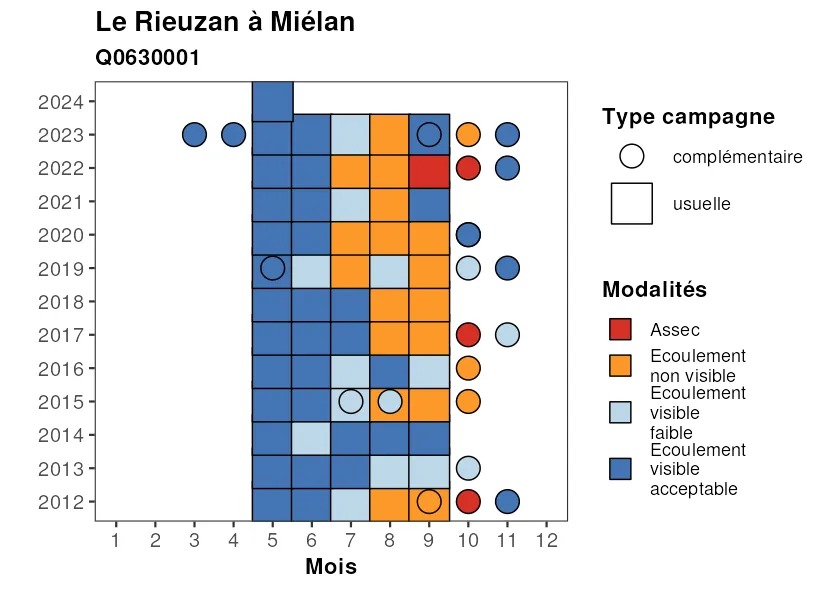 Le Rieuzan à Miélan
Q0630001
2024
2023
2022
2021
2020
2019
2018
2017
2016
2015
2014
2013
2012
1 2 3 4 5 6 7 8 9 10 11 12
Mois
Type campagne
complémentaire
usuelle
Modalités
Assec
Ecoulement
non visible
Ecoulement
visible
faible
Ecoulement
visible
acceptable